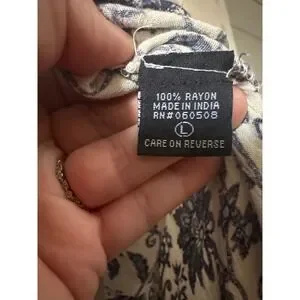 100% RAYON
MADE IN INDIA
RN#060508
L
CARE ON REVERSE